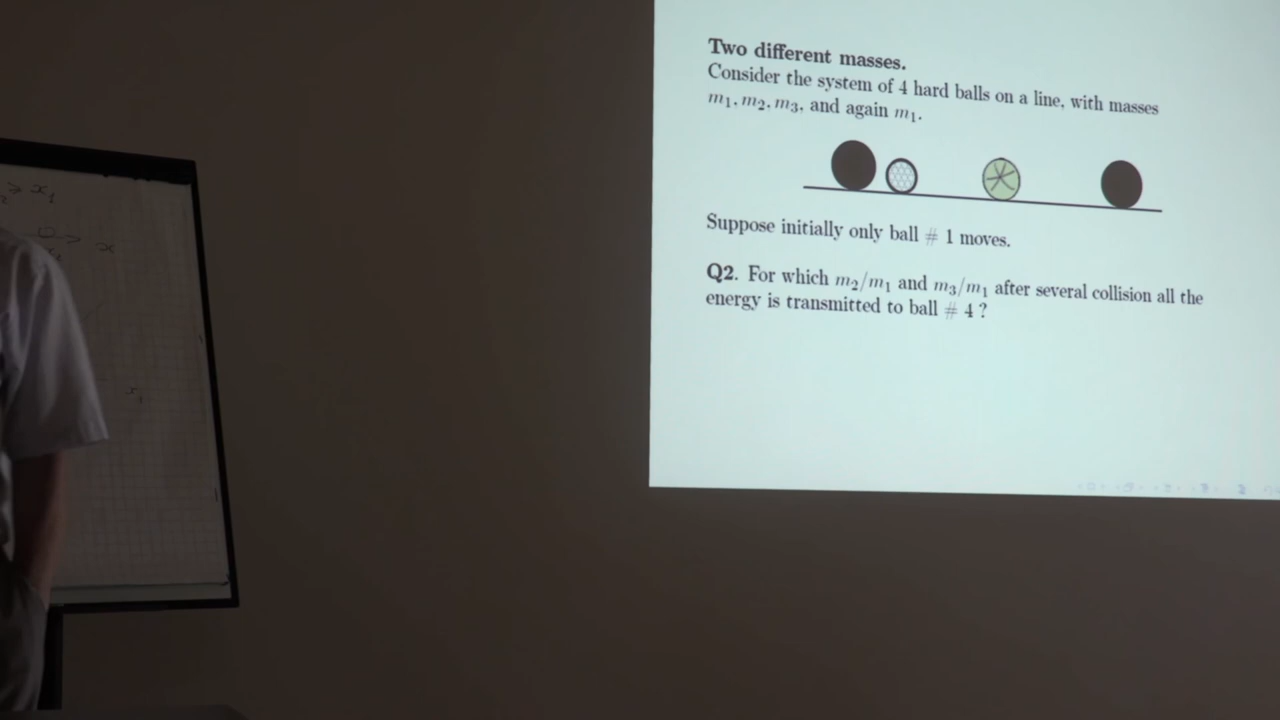 Two different masses.
Consider the system of 4 hard balls on a line, with masses
m₁, m₂, m₃, and again m₁.
Suppose initially only ball # 1 moves.
Q2. For which m₂/m₁ and m₃/m₁ after several collision all the
energy is transmitted to ball # 4 ?